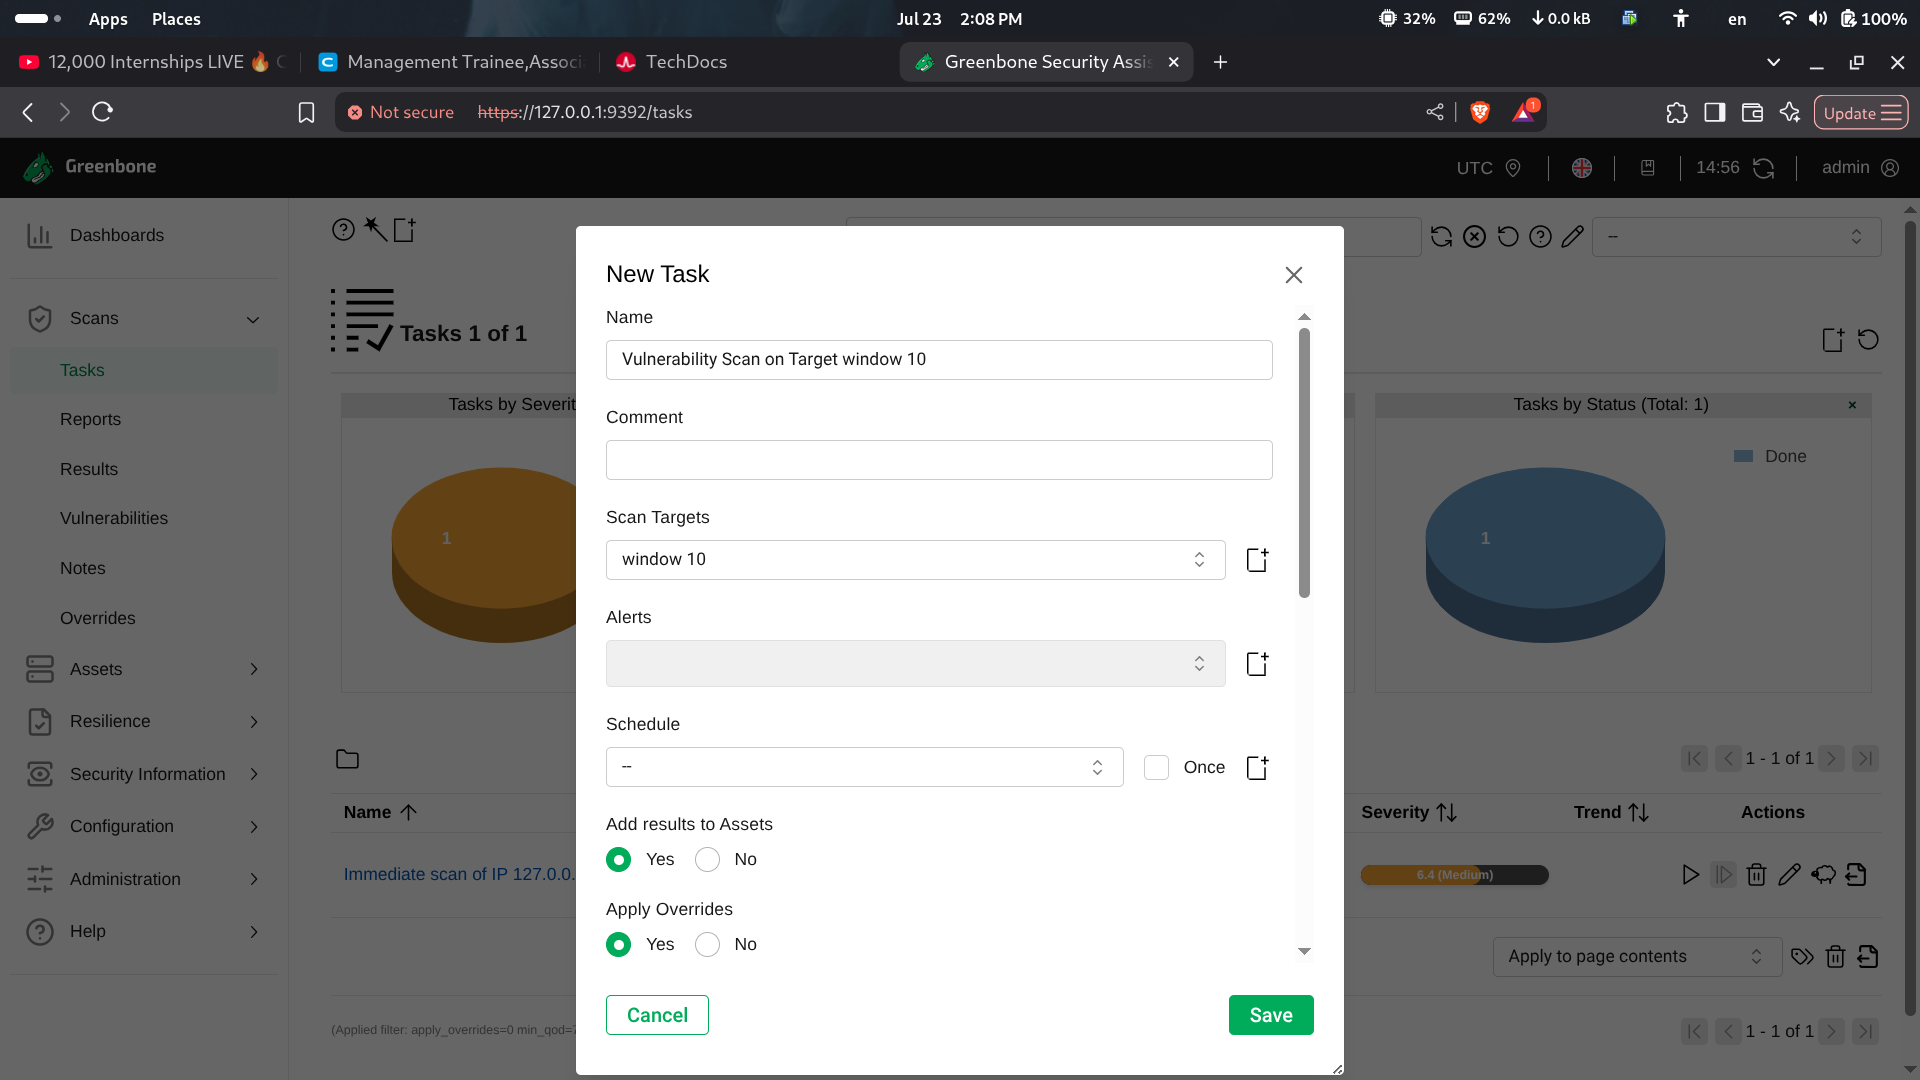 Apps Places Jul 23 2:08 PM 32% 62% 0.0 kB en 100%
12,000 Internships LIVE 🔥 Management Trainee,Associ TechDocs Greenbone Security Assis
Not secure https://127.0.0.1:9392/tasks 1 Update
Greenbone UTC 14:56 admin
Dashboards
Scans
Tasks
Reports
Results
Vulnerabilities
Notes
Overrides
Assets
Resilience
Security Information
Configuration
Administration
Help
--
Tasks 1 of 1
Tasks by Severit
1
Tasks by Status (Total: 1) ×
Done
1
New Task
Name
Vulnerability Scan on Target window 10
Comment
Scan Targets
window 10
Alerts
Schedule
--
Once
Add results to Assets
Yes No
Apply Overrides
Yes No
Cancel Save
1 - 1 of 1
Name Severity Trend Actions
Immediate scan of IP 127.0.0. 6.4 (Medium)
Apply to page contents
(Applied filter: apply_overrides=0 min_qod=7
1 - 1 of 1